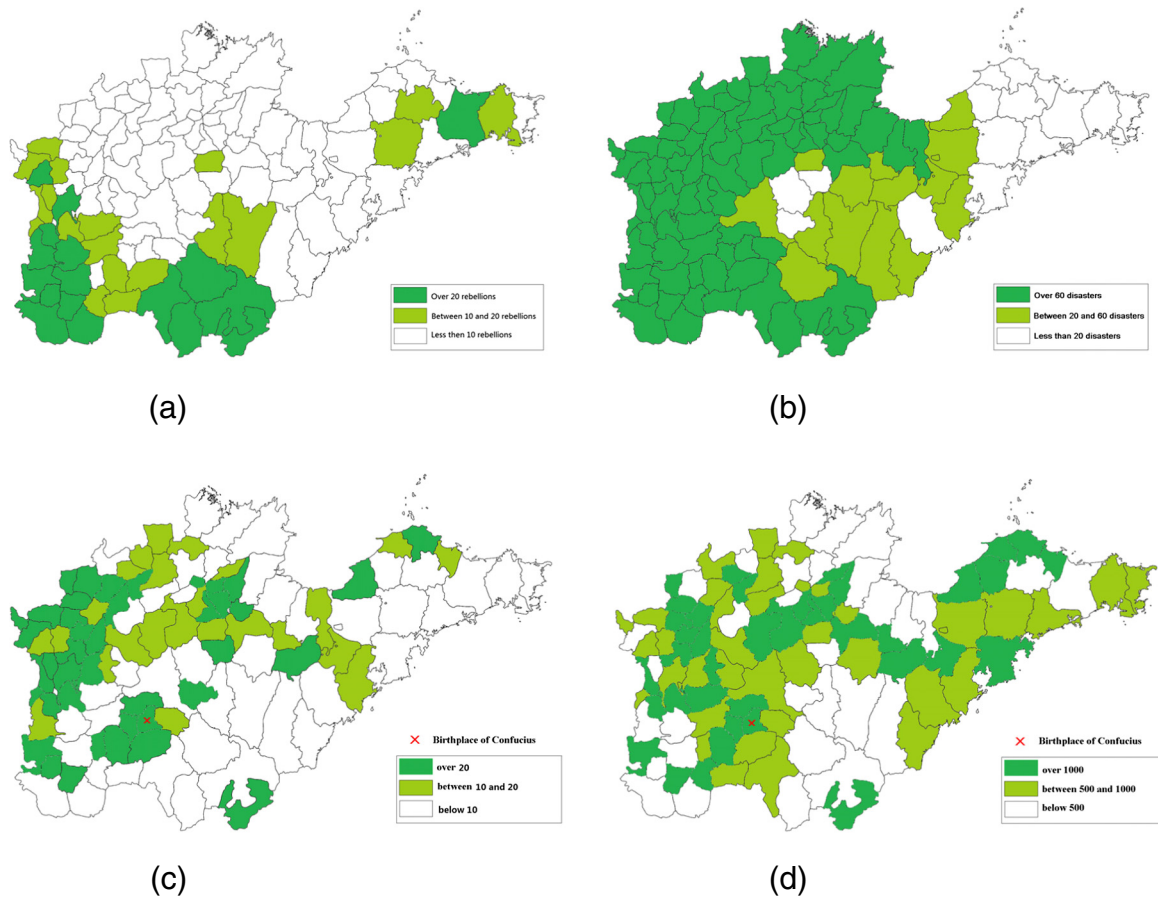 Over 20 rebellions
Between 10 and 20 rebellions
Less then 10 rebellions
(a)
Over 60 disasters
Between 20 and 60 disasters
Less than 20 disasters
(b)
Birthplace of Confucius
over 20
between 10 and 20
below 10
(c)
Birthplace of Confucius
over 1000
between 500 and 1000
below 500
(d)